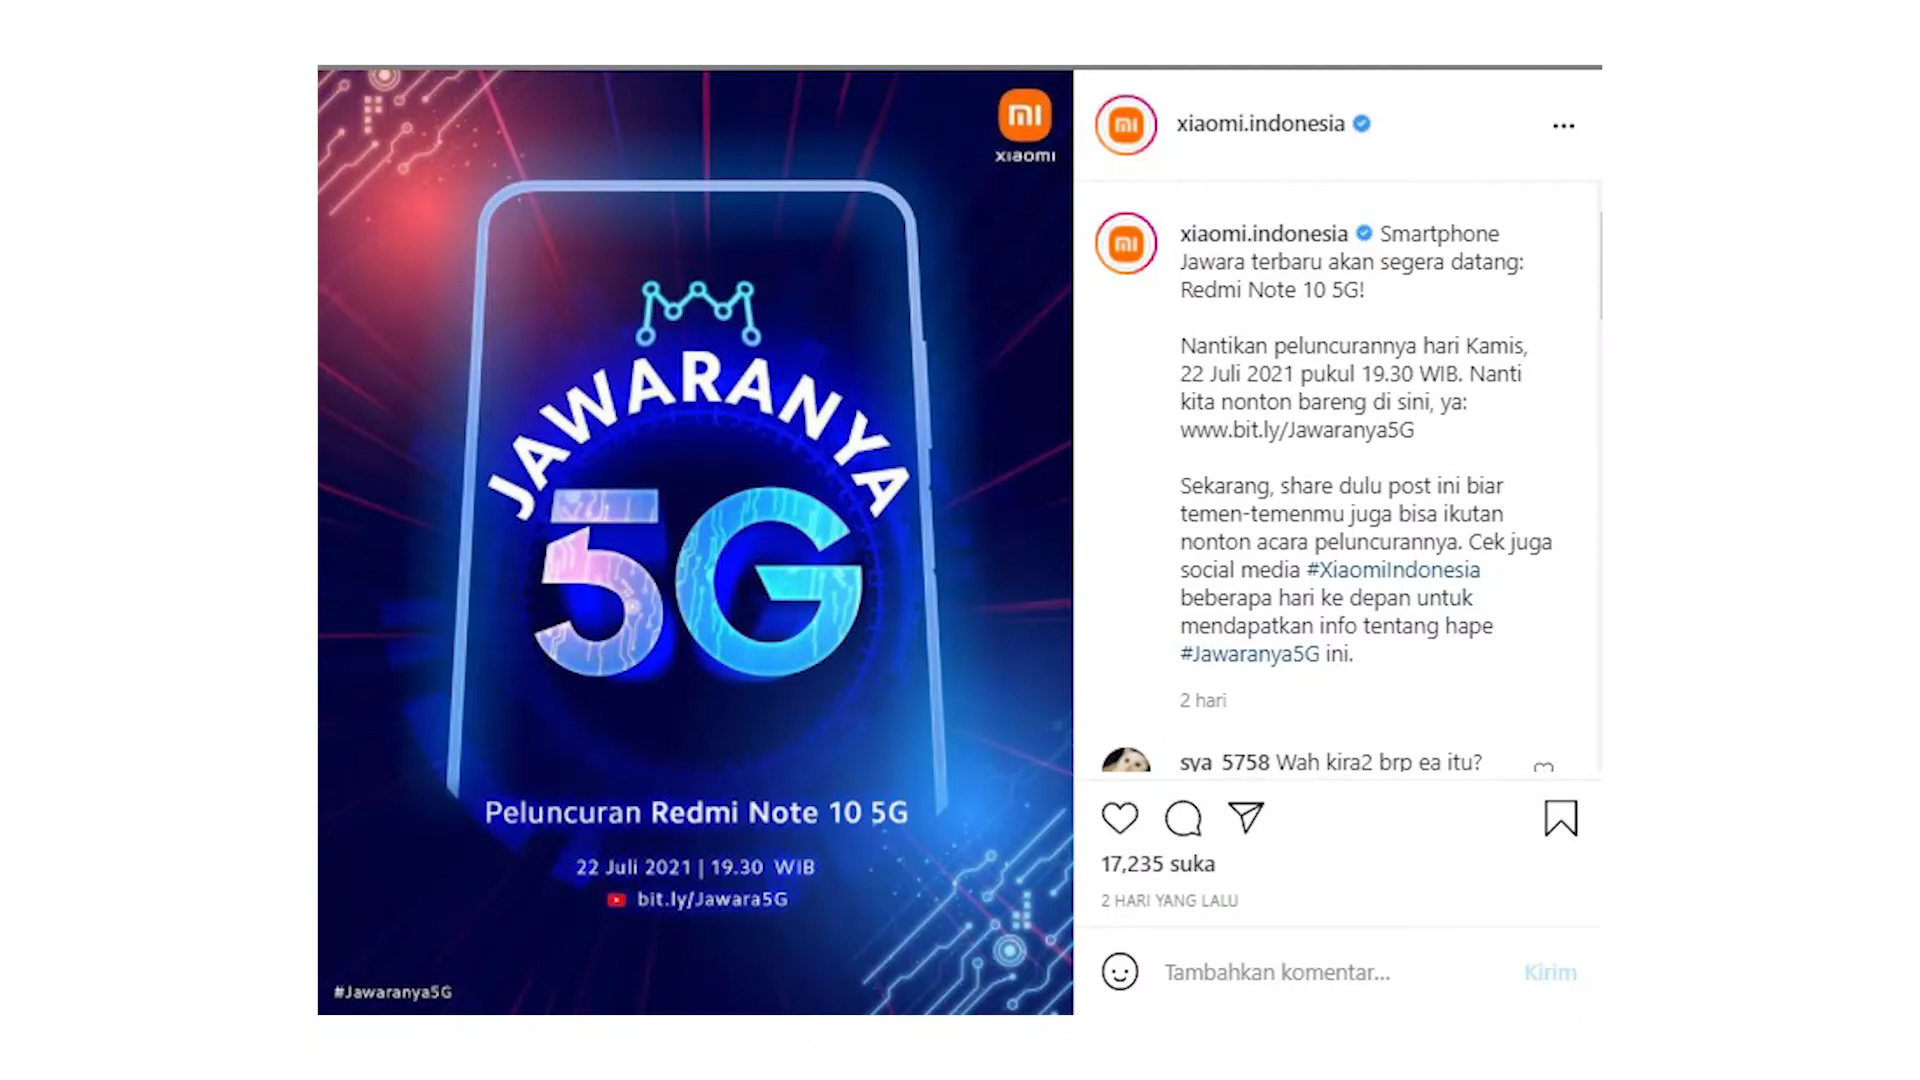 xiaomi
JAWARANYA
5G
Peluncuran Redmi Note 10 5G
22 Juli 2021 | 19.30 WIB
bit.ly/Jawara5G
#Jawaranya5G
xiaomi.indonesia
xiaomi.indonesia Smartphone
Jawara terbaru akan segera datang:
Redmi Note 10 5G!
Nantikan peluncurannya hari Kamis,
22 Juli 2021 pukul 19.30 WIB. Nanti
kita nonton bareng di sini, ya:
www.bit.ly/Jawaranya5G
Sekarang, share dulu post ini biar
temen-temenmu juga bisa ikutan
nonton acara peluncurannya. Cek juga
social media #XiaomiIndonesia
beberapa hari ke depan untuk
mendapatkan info tentang hape
#Jawaranya5G ini.
2 hari
sya_5758 Wah kira2 brp ea itu?
17,235 suka
2 HARI YANG LALU
Tambahkan komentar...
Kirim